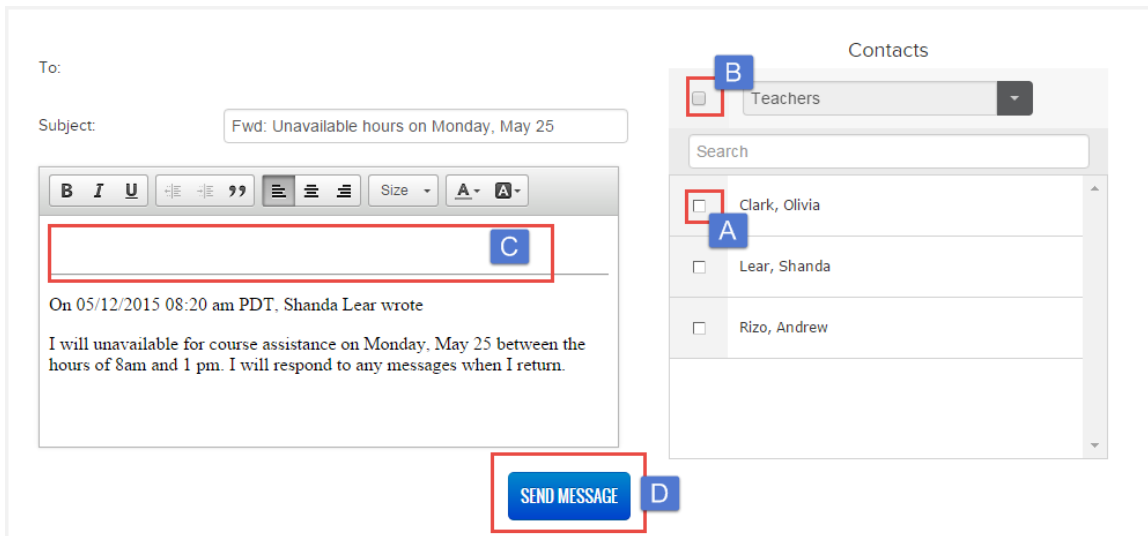 To:
Subject:
Fwd: Unavailable hours on Monday, May 25
B I U ” Size A A
C
On 05/12/2015 08:20 am PDT, Shanda Lear wrote
I will unavailable for course assistance on Monday, May 25 between the
hours of 8am and 1 pm. I will respond to any messages when I return.
SEND MESSAGE
D
Contacts
B
Teachers
Search
Clark, Olivia
A
Lear, Shanda
Rizo, Andrew